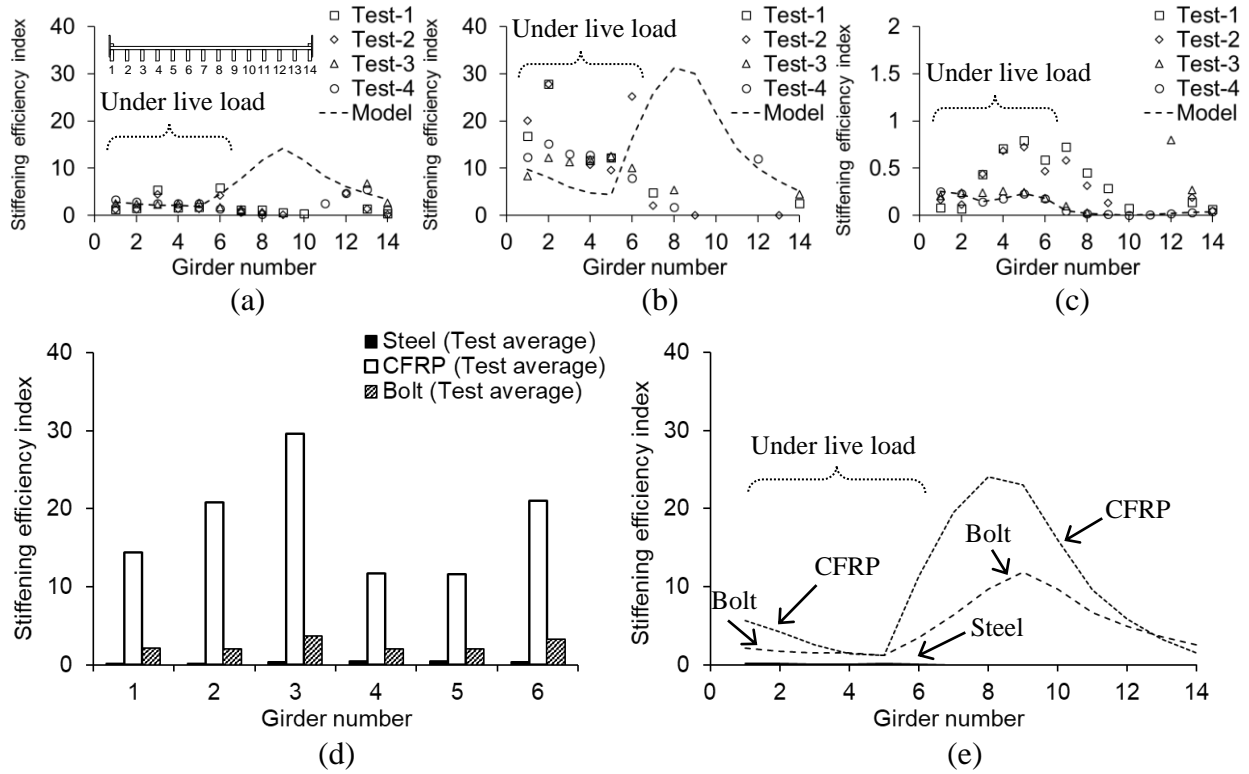 Stiffening efficiency index
40
30
20
10
0
0 2 4 6 8 10 12 14
Girder number
1 2 3 4 5 6 7 8 9 10 11 12 13 14
Under live load
Test-1
Test-2
Test-3
Test-4
Model
(a)
Stiffening efficiency index
40
30
20
10
0
0 2 4 6 8 10 12 14
Girder number
Under live load
Test-1
Test-2
Test-3
Test-4
Model
(b)
Stiffening efficiency index
2
1.5
1
0.5
0
0 2 4 6 8 10 12 14
Girder number
Under live load
Test-1
Test-2
Test-3
Test-4
Model
(c)
Stiffening efficiency index
40
30
20
10
0
1 2 3 4 5 6
Girder number
Steel (Test average)
CFRP (Test average)
Bolt (Test average)
(d)
Stiffening efficiency index
40
30
20
10
0
0 2 4 6 8 10 12 14
Girder number
Under live load
CFRP
Bolt
CFRP
Bolt
Steel
(e)